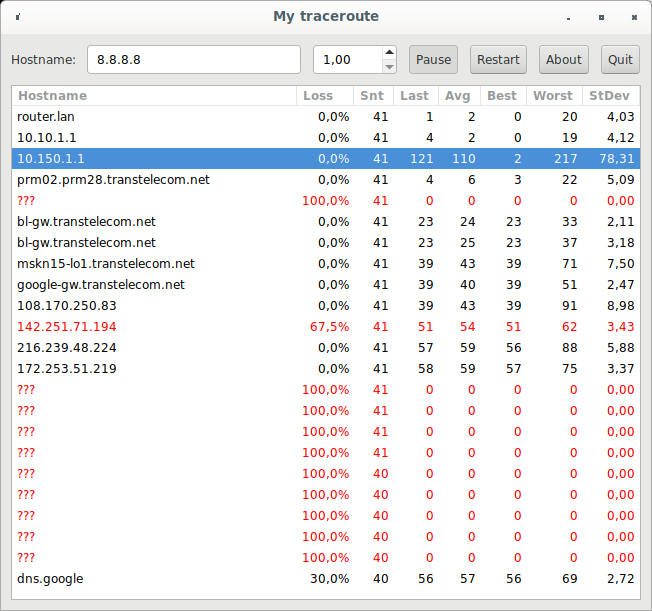 My traceroute
Hostname: 8.8.8.8 1,00 Pause Restart About Quit
Hostname Loss Snt Last Avg Best Worst StDev
router.lan 0,0% 41 1 2 0 20 4,03
10.10.1.1 0,0% 41 4 2 0 19 4,12
10.150.1.1 0,0% 41 121 110 2 217 78,31
prm02.prm28.transtelecom.net 0,0% 41 4 6 3 22 5,09
??? 100,0% 41 0 0 0 0 0,00
bl-gw.transtelecom.net 0,0% 41 23 24 23 33 2,11
bl-gw.transtelecom.net 0,0% 41 23 25 23 37 3,18
mskn15-lo1.transtelecom.net 0,0% 41 39 43 39 71 7,50
google-gw.transtelecom.net 0,0% 41 39 40 39 51 2,47
108.170.250.83 0,0% 41 39 43 39 91 8,98
142.251.71.194 67,5% 41 51 54 51 62 3,43
216.239.48.224 0,0% 41 57 59 56 88 5,88
172.253.51.219 0,0% 41 58 59 57 75 3,37
??? 100,0% 41 0 0 0 0 0,00
??? 100,0% 41 0 0 0 0 0,00
??? 100,0% 41 0 0 0 0 0,00
??? 100,0% 41 0 0 0 0 0,00
??? 100,0% 40 0 0 0 0 0,00
??? 100,0% 40 0 0 0 0 0,00
??? 100,0% 40 0 0 0 0 0,00
??? 100,0% 40 0 0 0 0 0,00
??? 100,0% 40 0 0 0 0 0,00
dns.google 30,0% 40 56 57 56 69 2,72